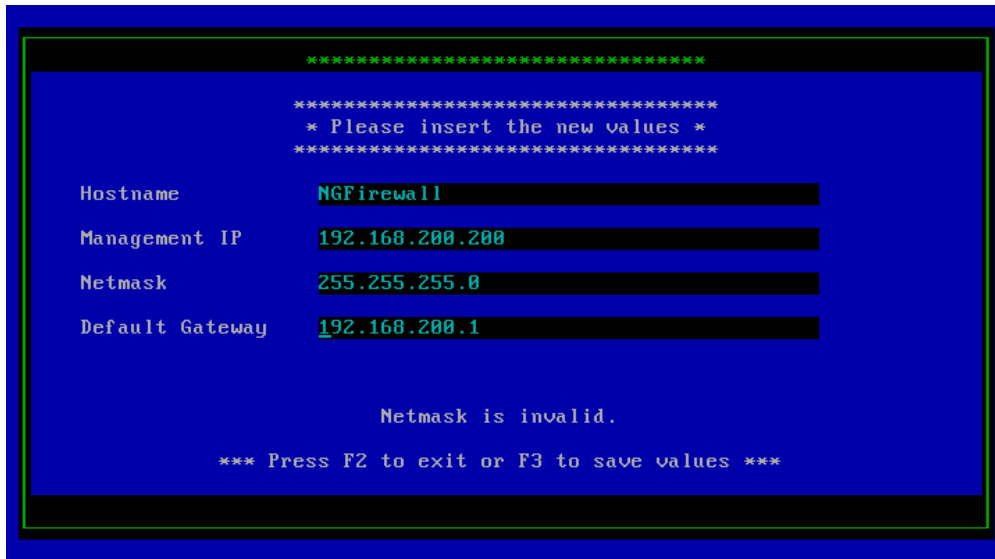 ********************************
**********************************
* Please insert the new values *
**********************************
Hostname NGFirewall
Management IP 192.168.200.200
Netmask 255.255.255.0
Default Gateway 192.168.200.1
Netmask is invalid.
*** Press F2 to exit or F3 to save values ***